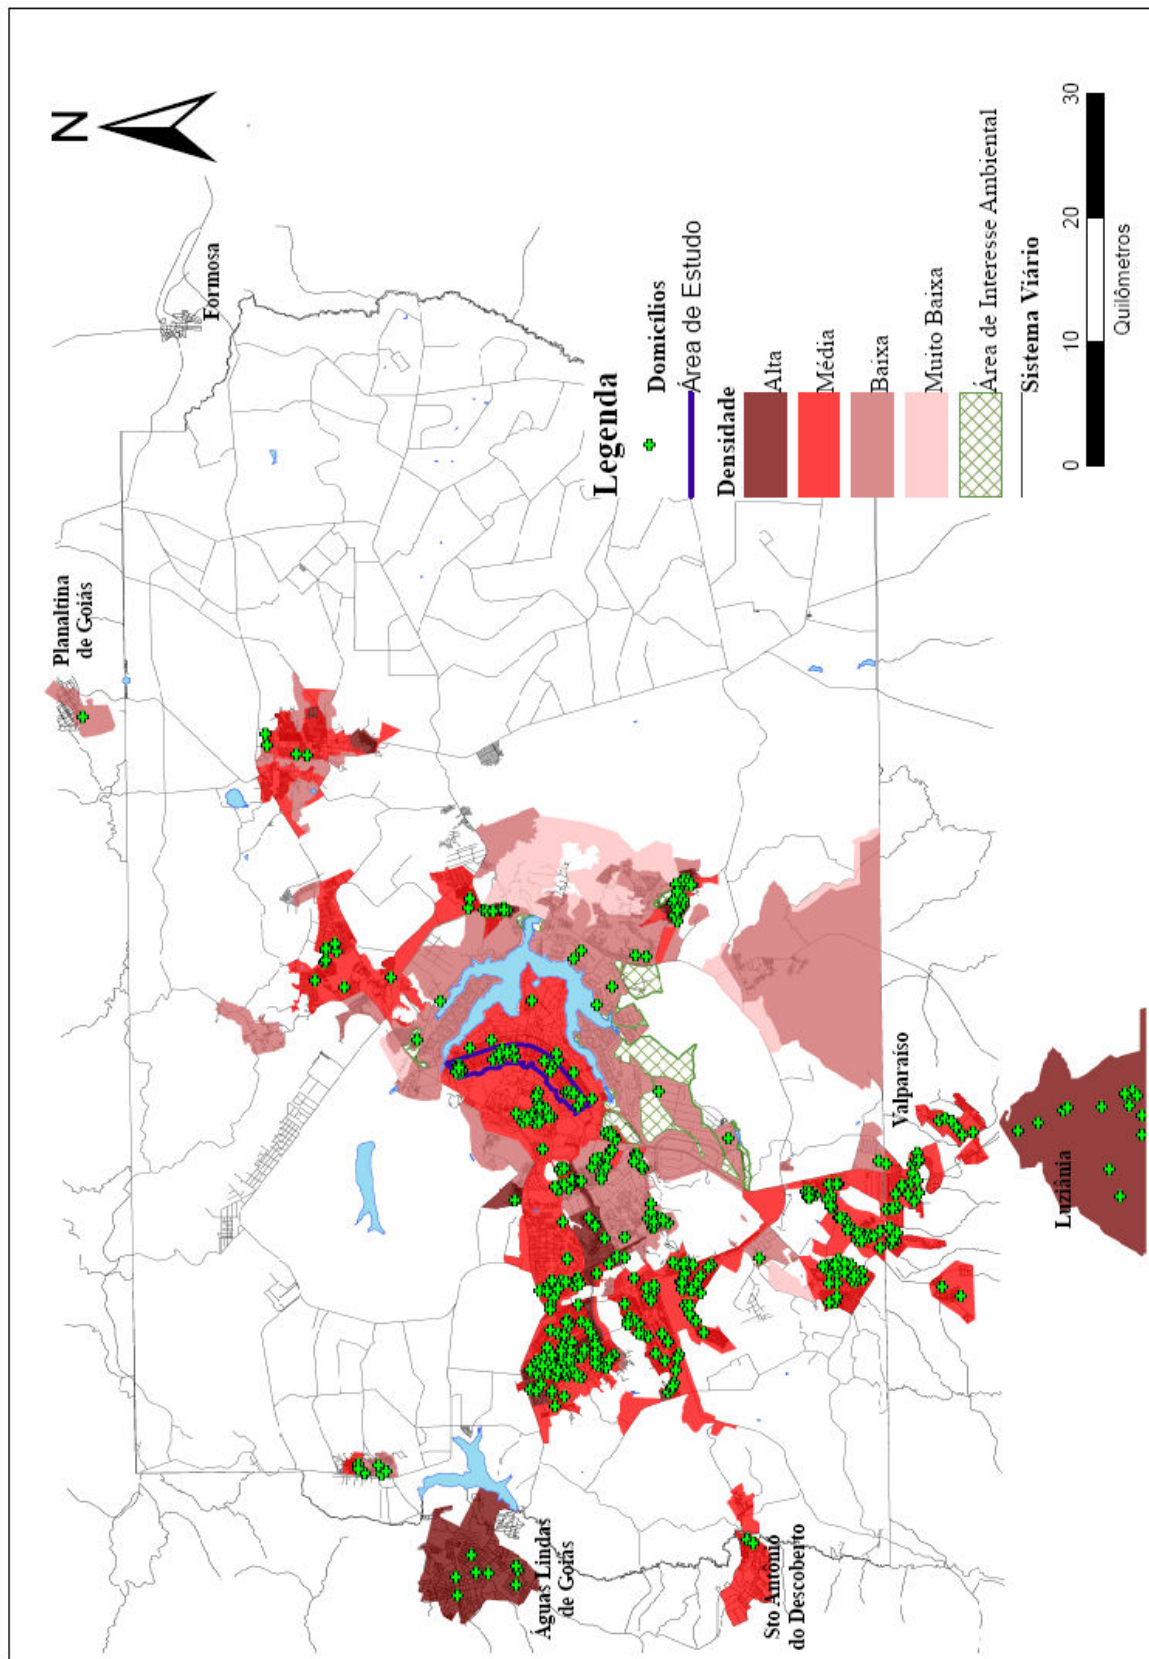 N
Formosa
Planaltina
de Goiás
Legenda
Domicílios
Área de Estudo
Densidade
Alta
Média
Baixa
Muito Baixa
Área de Interesse Ambiental
Sistema Viário
0
10
20
30
Quilômetros
Valparaíso
Luziânia
Águas Lindas
de Goiás
Sto Antônio
do Descoberto